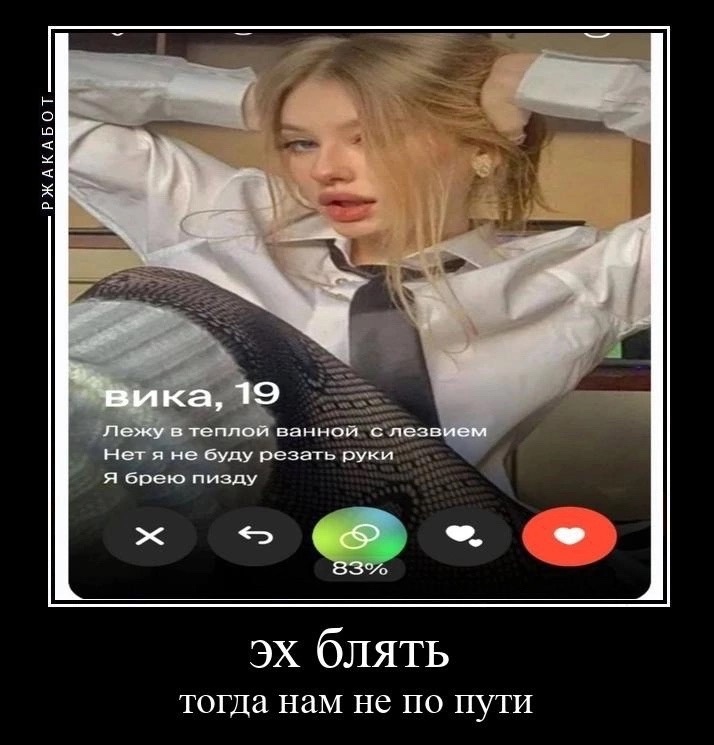 РЖАКАБОТ
вика, 19
Лежу в теплой ванной с лезвием
Нет я не буду резать руки
Я брею пизду
83%
эх блять
тогда нам не по пути